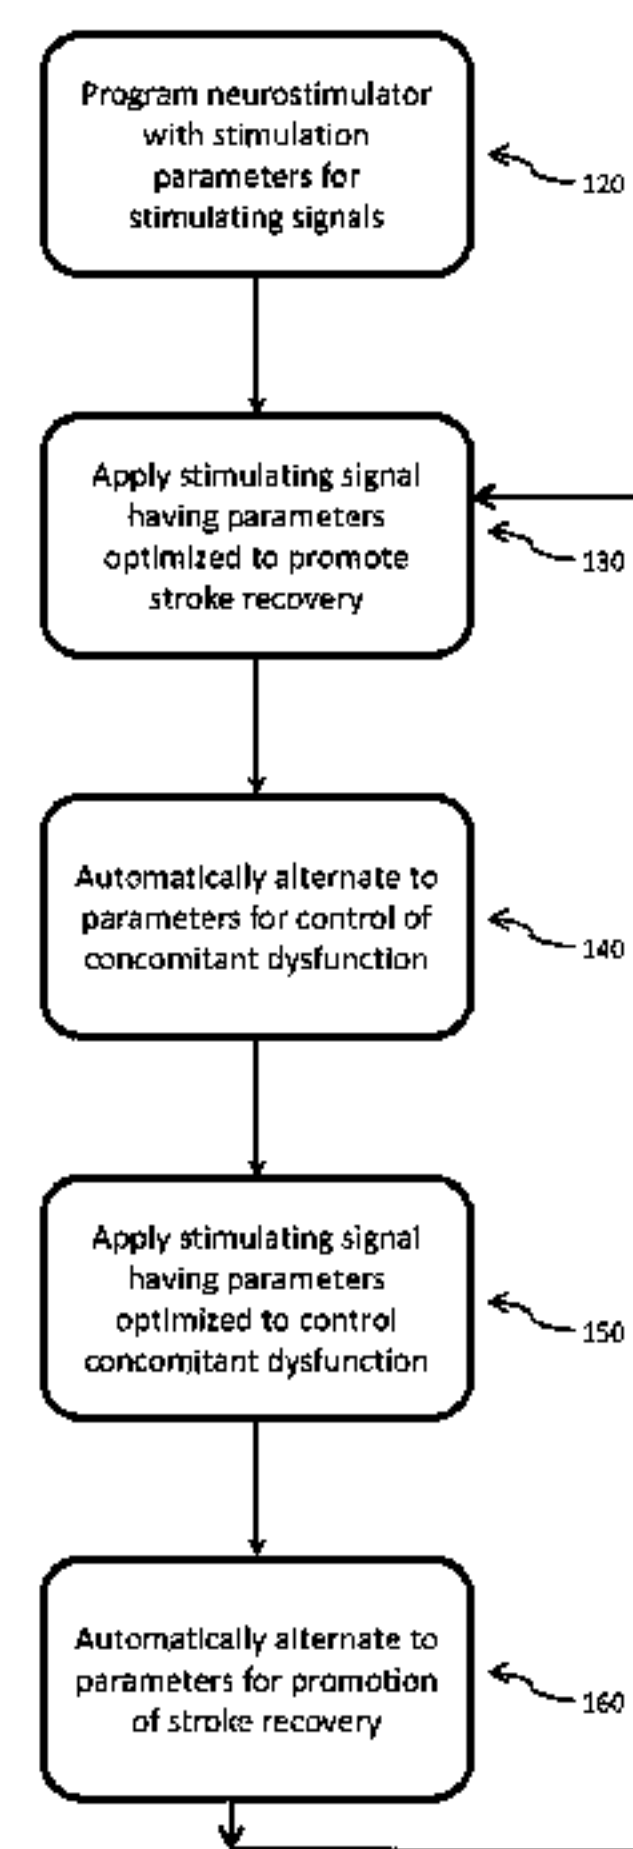 Program neurostimulator
with stimulation
parameters for
stimulating signals
120
Apply stimulating signal
having parameters
optimized to promote
stroke recovery
130
Automatically alternate to
parameters for control of
concomitant dysfunction
140
Apply stimulating signal
having parameters
optimized to control
concomitant dysfunction
150
Automatically alternate to
parameters for promotion
of stroke recovery
160